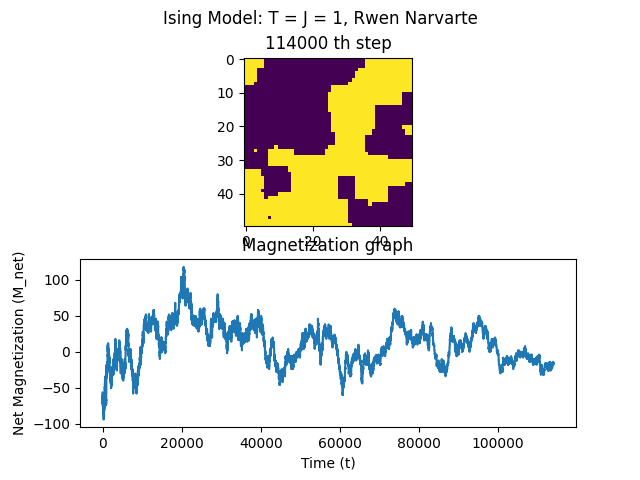 Ising Model: T = J = 1, Rwen Narvarte
114000 th step
0
10
20
30
40
0 20 40
Magnetization graph
Net Magnetization (M_net)
100
50
0
−50
−100
0 20000 40000 60000 80000 100000
Time (t)